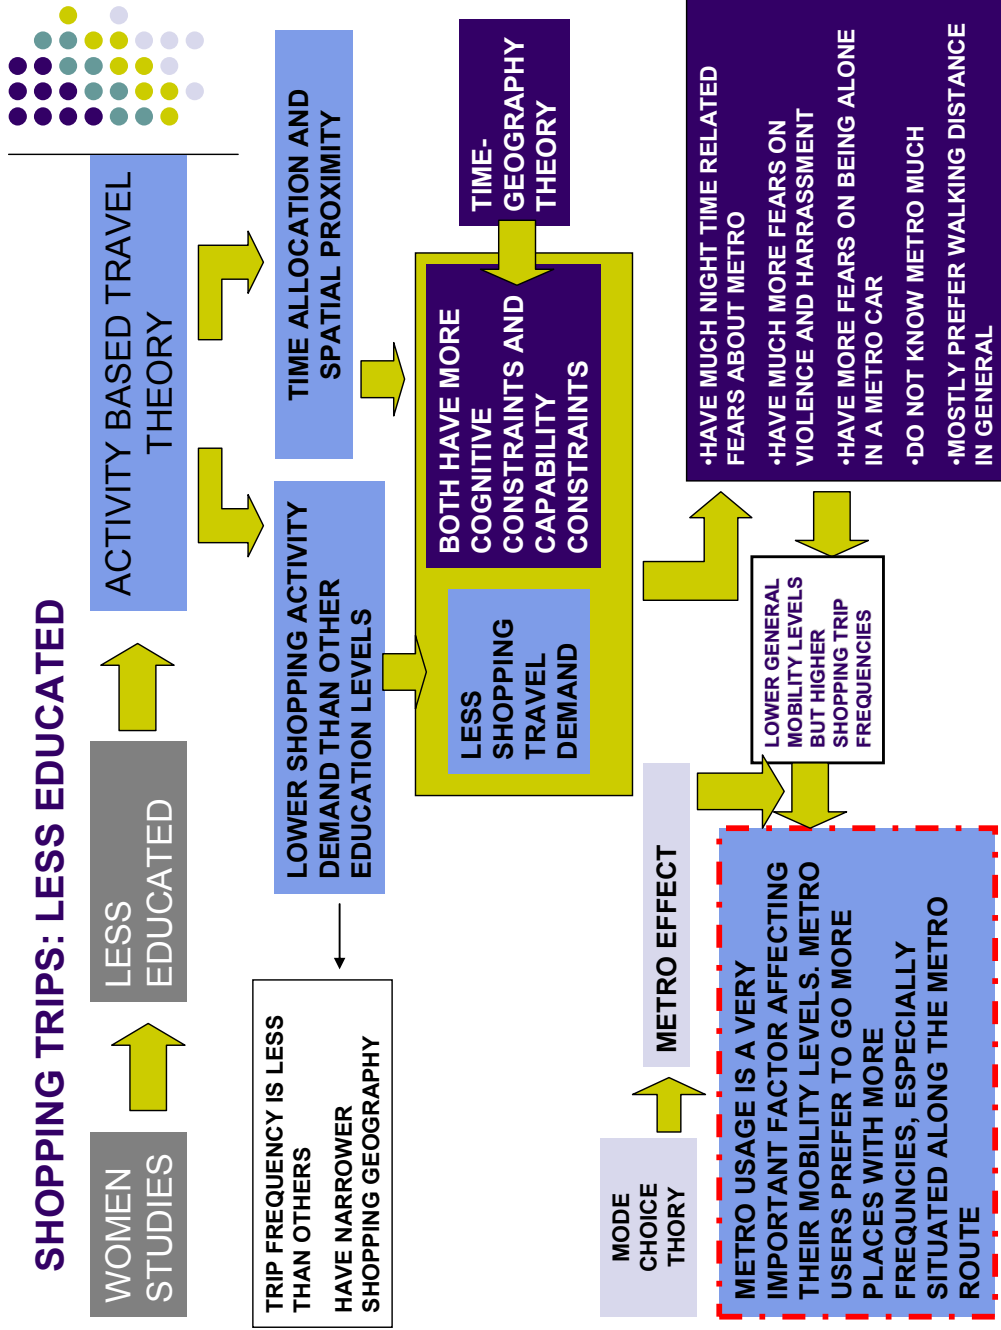 SHOPPING TRIPS: LESS EDUCATED
WOMEN
STUDIES
LESS
EDUCATED
ACTIVITY BASED TRAVEL
THEORY
TRIP FREQUENCY IS LESS
THAN OTHERS
HAVE NARROWER
SHOPPING GEOGRAPHY
LOWER SHOPPING ACTIVITY
DEMAND THAN OTHER
EDUCATION LEVELS
TIME ALLOCATION AND
SPATIAL PROXIMITY
LESS
SHOPPING
TRAVEL
DEMAND
BOTH HAVE MORE
COGNITIVE
CONSTRAINTS AND
CAPABILITY
CONSTRAINTS
TIME-
GEOGRAPHY
THEORY
MODE
CHOICE
THORY
METRO EFFECT
METRO USAGE IS A VERY
IMPORTANT FACTOR AFFECTING
THEIR MOBILITY LEVELS. METRO
USERS PREFER TO GO MORE
PLACES WITH MORE
FREQUNCIES, ESPECIALLY
SITUATED ALONG THE METRO
ROUTE
LOWER GENERAL
MOBILITY LEVELS
BUT HIGHER
SHOPPING TRIP
FREQUENCIES
•HAVE MUCH NIGHT TIME RELATED
FEARS ABOUT METRO
•HAVE MUCH MORE FEARS ON
VIOLENCE AND HARRASSMENT
•HAVE MORE FEARS ON BEING ALONE
IN A METRO CAR
•DO NOT KNOW METRO MUCH
•MOSTLY PREFER WALKING DISTANCE
IN GENERAL